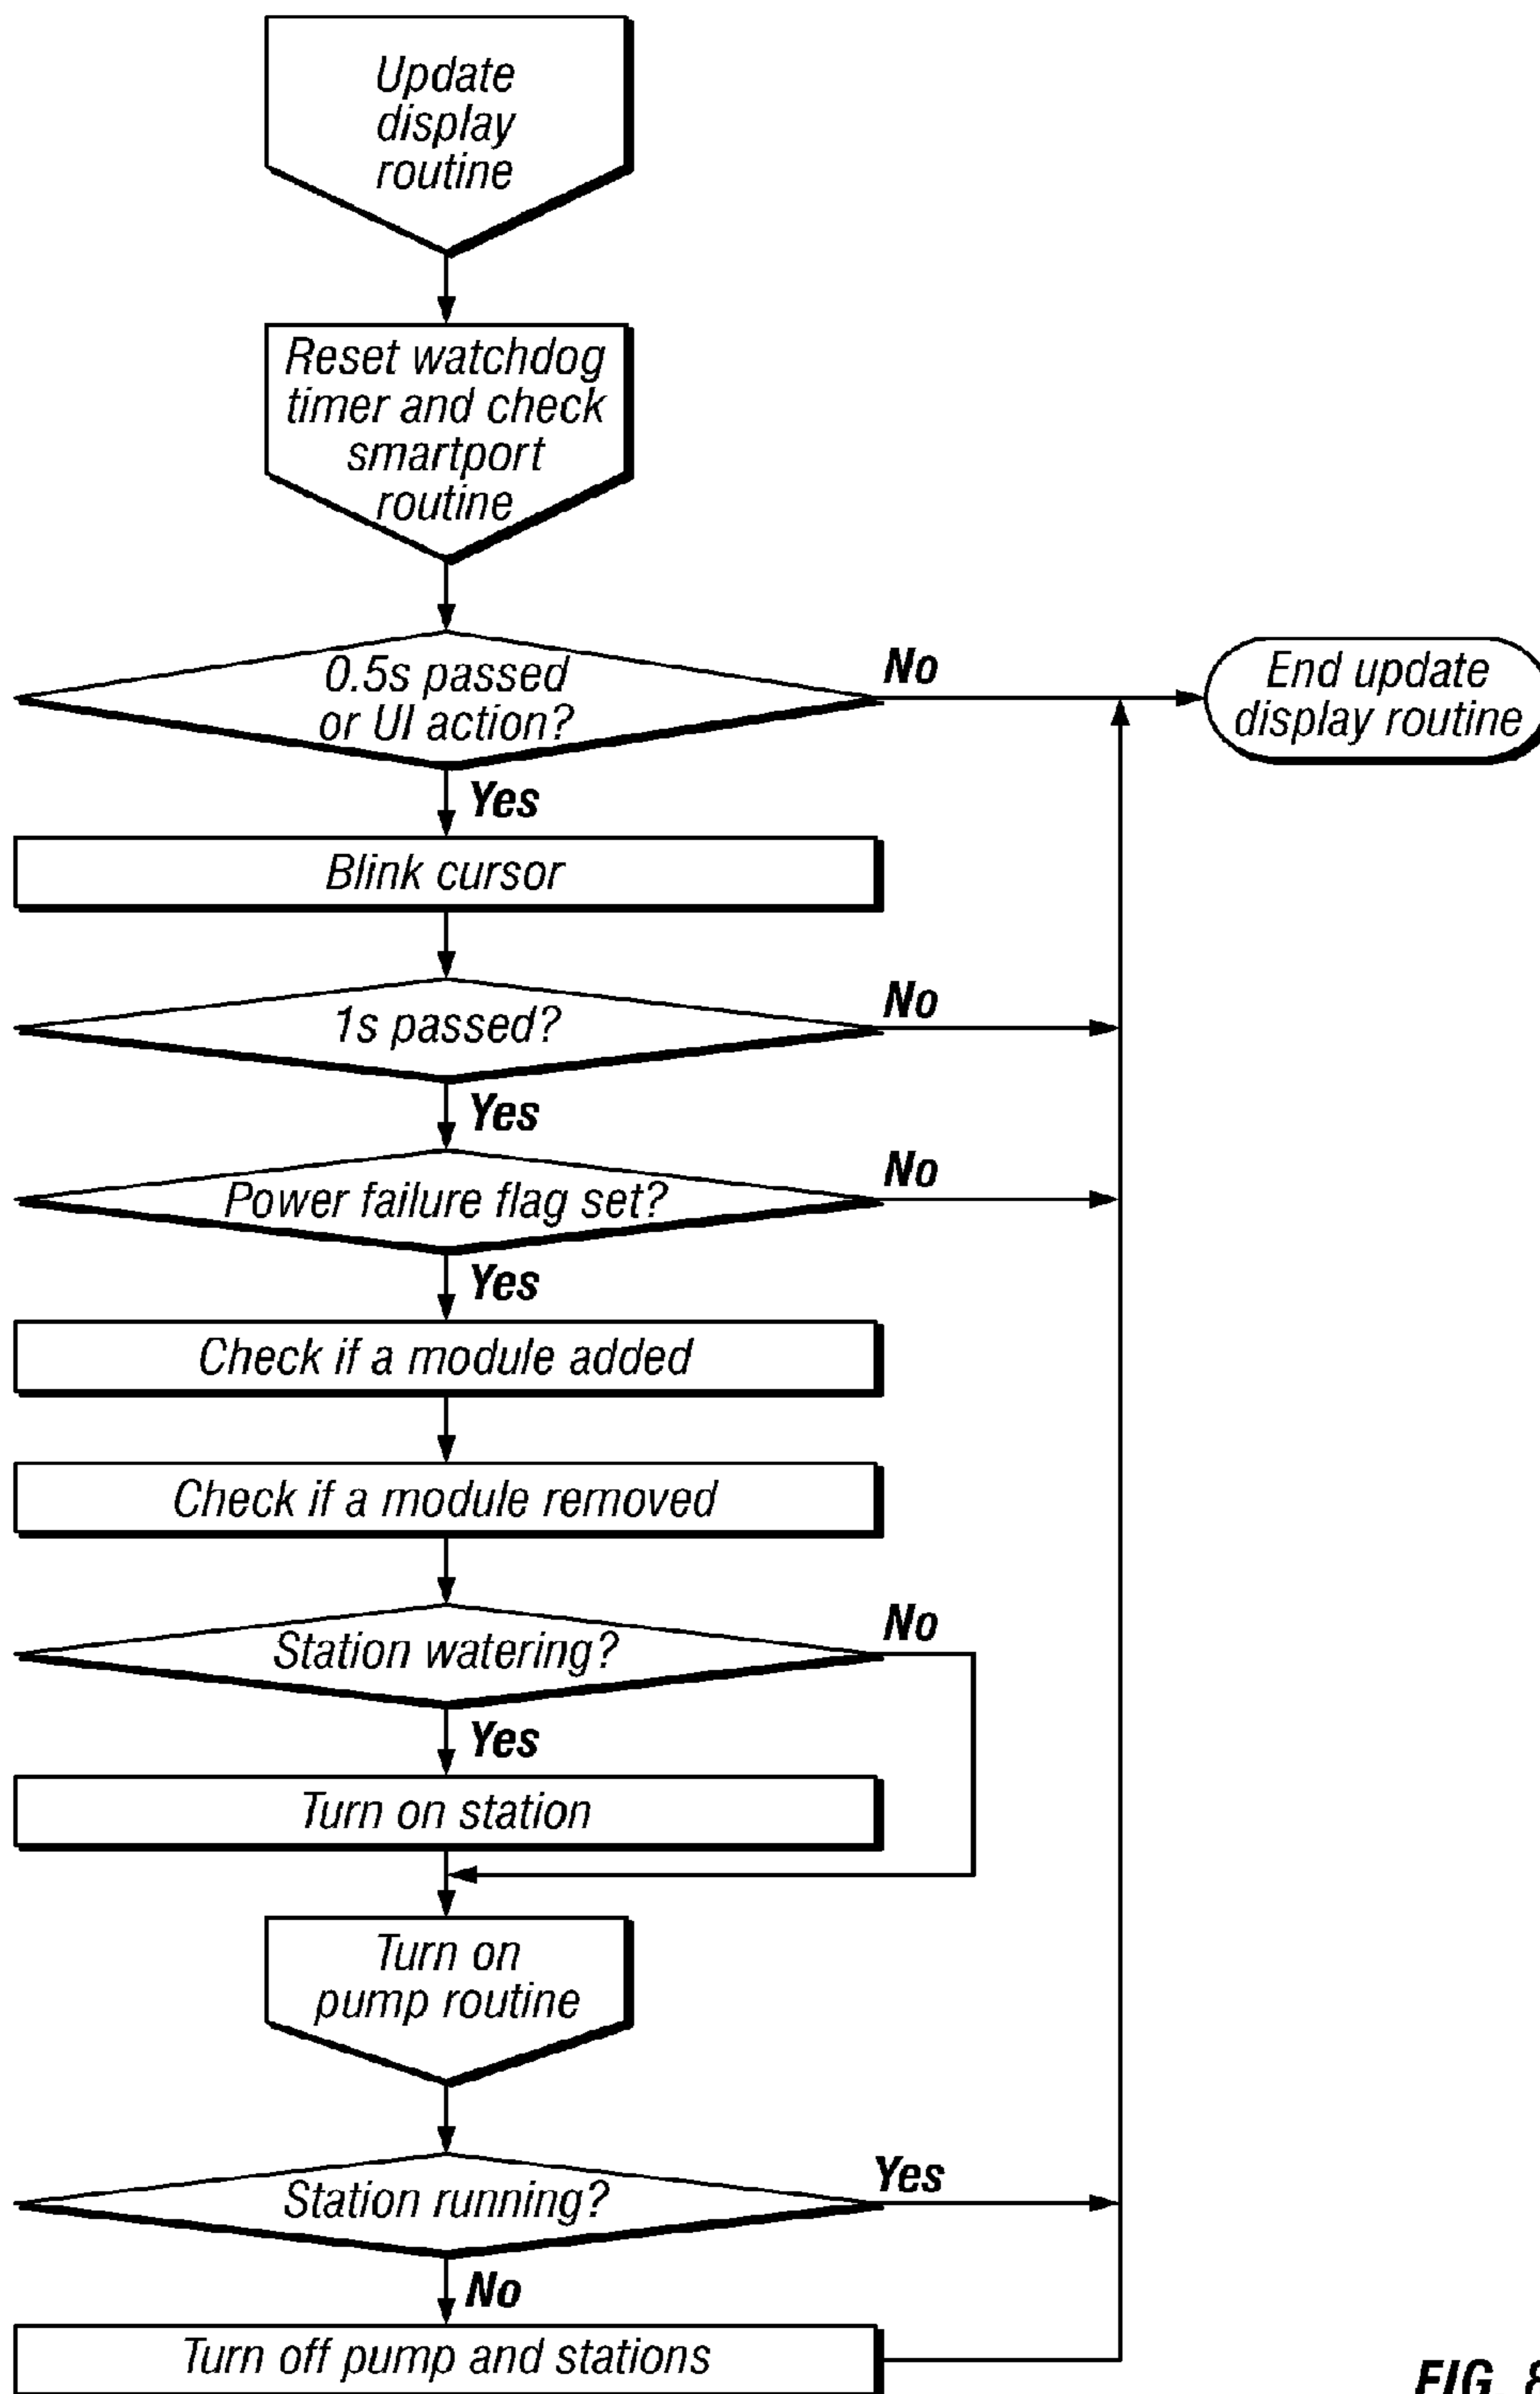 Update
display
routine
Reset watchdog
timer and check
smartport
routine
0.5s passed
or UI action?
No
End update
display routine
Yes
Blink cursor
1s passed?
No
Yes
Power failure flag set?
No
Yes
Check if a module added
Check if a module removed
Station watering?
No
Yes
Turn on station
Turn on
pump routine
Station running?
Yes
No
Turn off pump and stations
FIG. 8